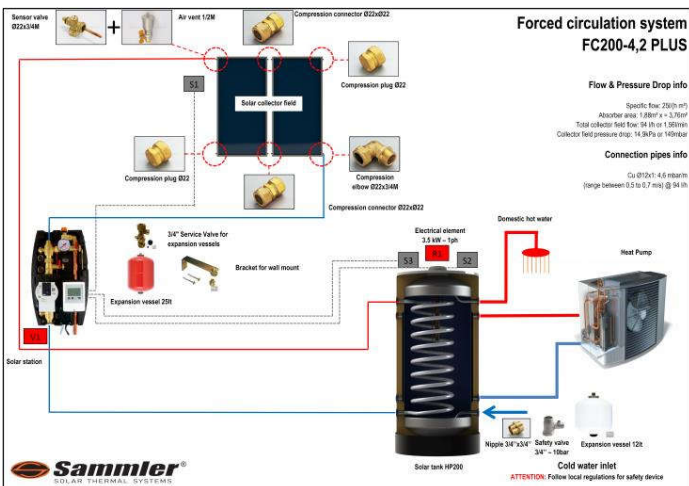 Sensor valve
Ø22x3/4M
Air vent 1/2M
Compression connector Ø22xØ22
Forced circulation system
FC200-4,2 PLUS
Compression plug Ø22
S1
Solar collector field
Flow & Pressure Drop info
Specific flow: 25l/(h m²)
Absorber area: 1,88m² x = 3,76m²
Total collector field flow: 94 l/h or 1,56l/min
Collector field pressure drop: 14,9kPa or 149mbar
Connection pipes info
Cu Ø12x1: 4,6 mbar/m
(range between 0,5 to 0,7 m/s) @ 94 l/h
Compression plug Ø22
Compression
elbow Ø22x3/4M
Compression connector Ø22xØ22
3/4" Service Valve for
expansion vessels
Bracket for wall mount
Expansion vessel 25lt
Electrical element
3.5 kW – 1ph
S3
R1
S2
Domestic hot water
Heat Pump
V1
Solar station
Nipple 3/4"x3/4"
Safety valve
3/4" – 10bar
Expansion vessel 12lt
Solar tank HP200
Cold water inlet
ATTENTION: Follow local regulations for safety device
Sammler®
SOLAR THERMAL SYSTEMS